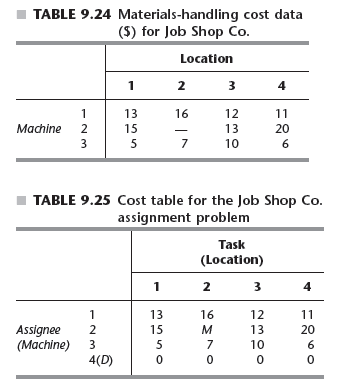 TABLE 9.24 Materials-handling cost data
($) for Job Shop Co.
Location
1 2 3 4
1 13 16 12 11
Machine 2 15 — 13 20
3 5 7 10 6
TABLE 9.25 Cost table for the Job Shop Co.
assignment problem
Task
(Location)
1 2 3 4
1 13 16 12 11
Assignee 2 15 M 13 20
(Machine) 3 5 7 10 6
4(D) 0 0 0 0